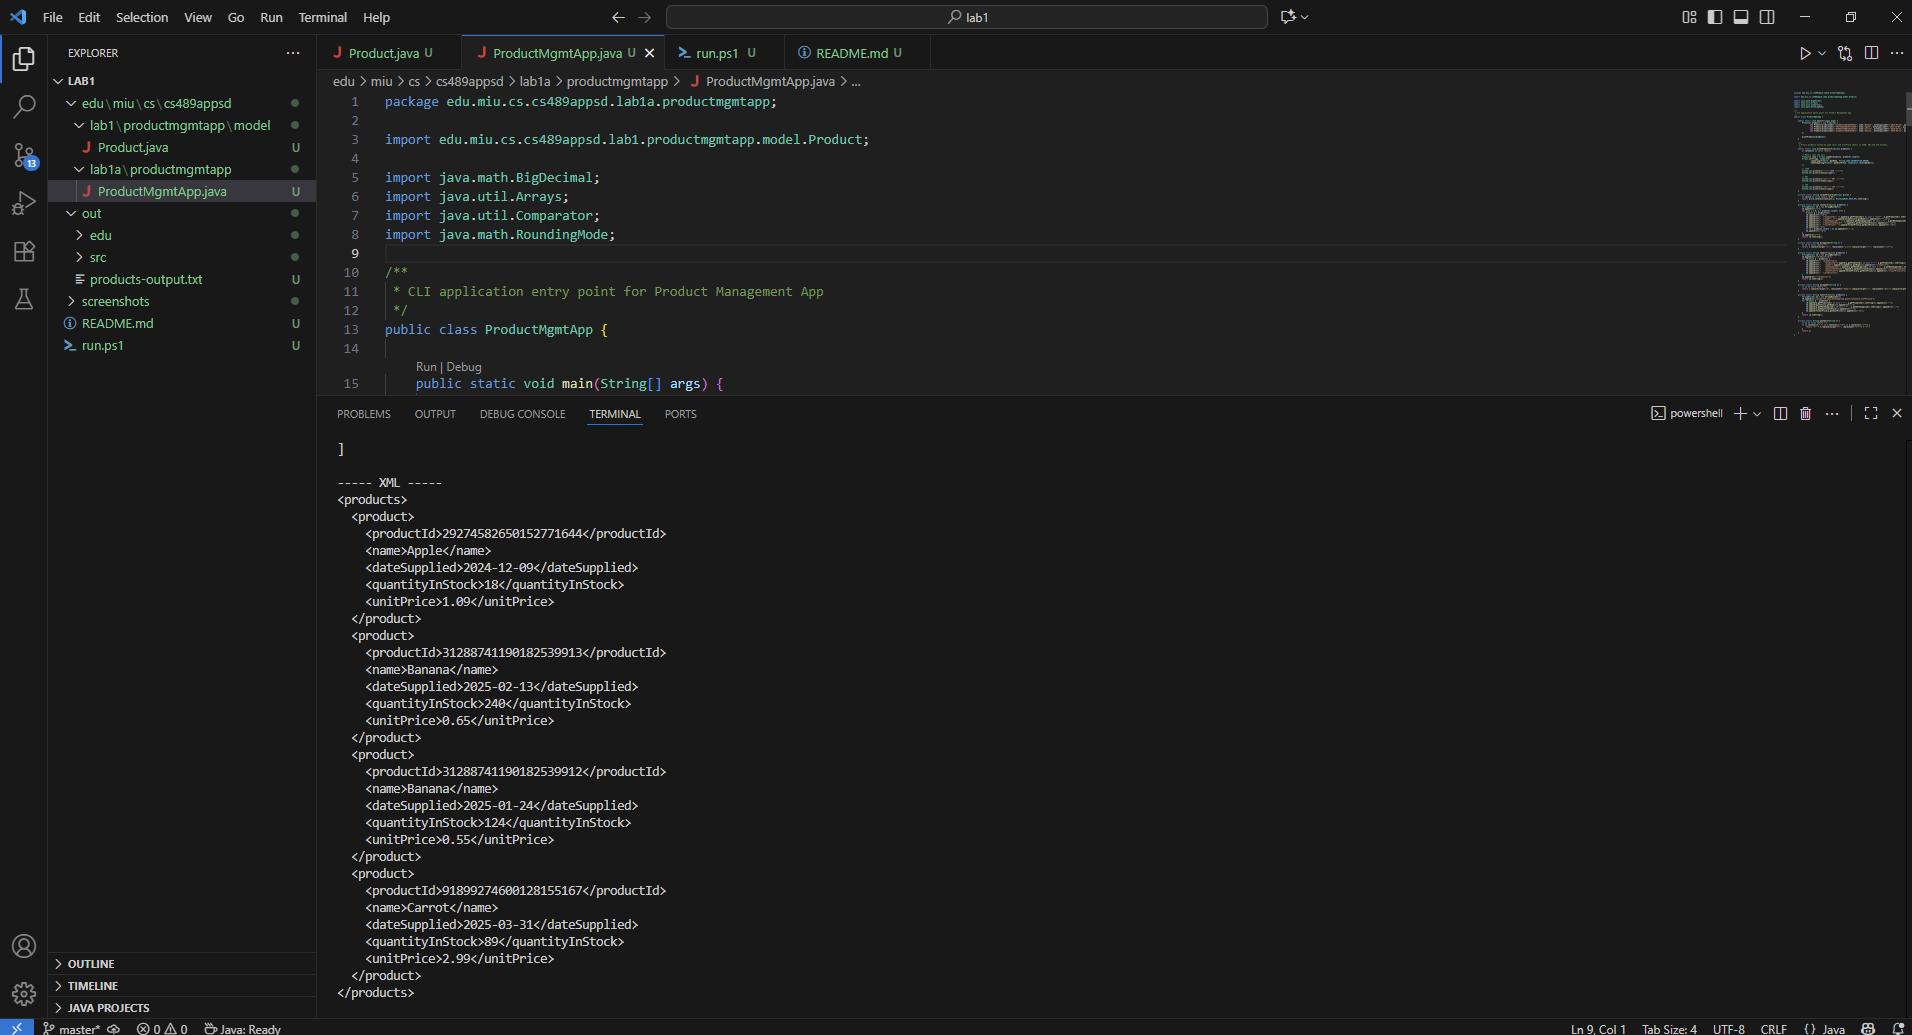 File Edit Selection View Go Run Terminal Help
lab1
EXPLORER
LAB1
edu\miu\cs\cs489appsd
lab1\productmgmtapp\model
Product.java U
lab1a\productmgmtapp
ProductMgmtApp.java U
out
edu
src
products-output.txt U
screenshots
README.md U
run.ps1 U
OUTLINE
TIMELINE
JAVA PROJECTS
13
Product.java U ProductMgmtApp.java U run.ps1 U README.md U
edu > miu > cs > cs489appsd > lab1a > productmgmtapp > ProductMgmtApp.java > ...
1 package edu.miu.cs.cs489appsd.lab1a.productmgmtapp;
2
3 import edu.miu.cs.cs489appsd.lab1.productmgmtapp.model.Product;
4
5 import java.math.BigDecimal;
6 import java.util.Arrays;
7 import java.util.Comparator;
8 import java.math.RoundingMode;
9
10 /**
11 * CLI application entry point for Product Management App
12 */
13 public class ProductMgmtApp {
14
Run | Debug
15 public static void main(String[] args) {
PROBLEMS OUTPUT DEBUG CONSOLE TERMINAL PORTS
powershell
]
----- XML -----
<products>
<product>
<productId>29274582650152771644</productId>
<name>Apple</name>
<dateSupplied>2024-12-09</dateSupplied>
<quantityInStock>18</quantityInStock>
<unitPrice>1.09</unitPrice>
</product>
<product>
<productId>31288741190182539913</productId>
<name>Banana</name>
<dateSupplied>2025-02-13</dateSupplied>
<quantityInStock>240</quantityInStock>
<unitPrice>0.65</unitPrice>
</product>
<product>
<productId>31288741190182539912</productId>
<name>Banana</name>
<dateSupplied>2025-01-24</dateSupplied>
<quantityInStock>124</quantityInStock>
<unitPrice>0.55</unitPrice>
</product>
<product>
<productId>91899274600128155167</productId>
<name>Carrot</name>
<dateSupplied>2025-03-31</dateSupplied>
<quantityInStock>89</quantityInStock>
<unitPrice>2.99</unitPrice>
</product>
</products>
master* 0 0 Java: Ready
Ln 9, Col 1 Tab Size: 4 UTF-8 CRLF {} Java